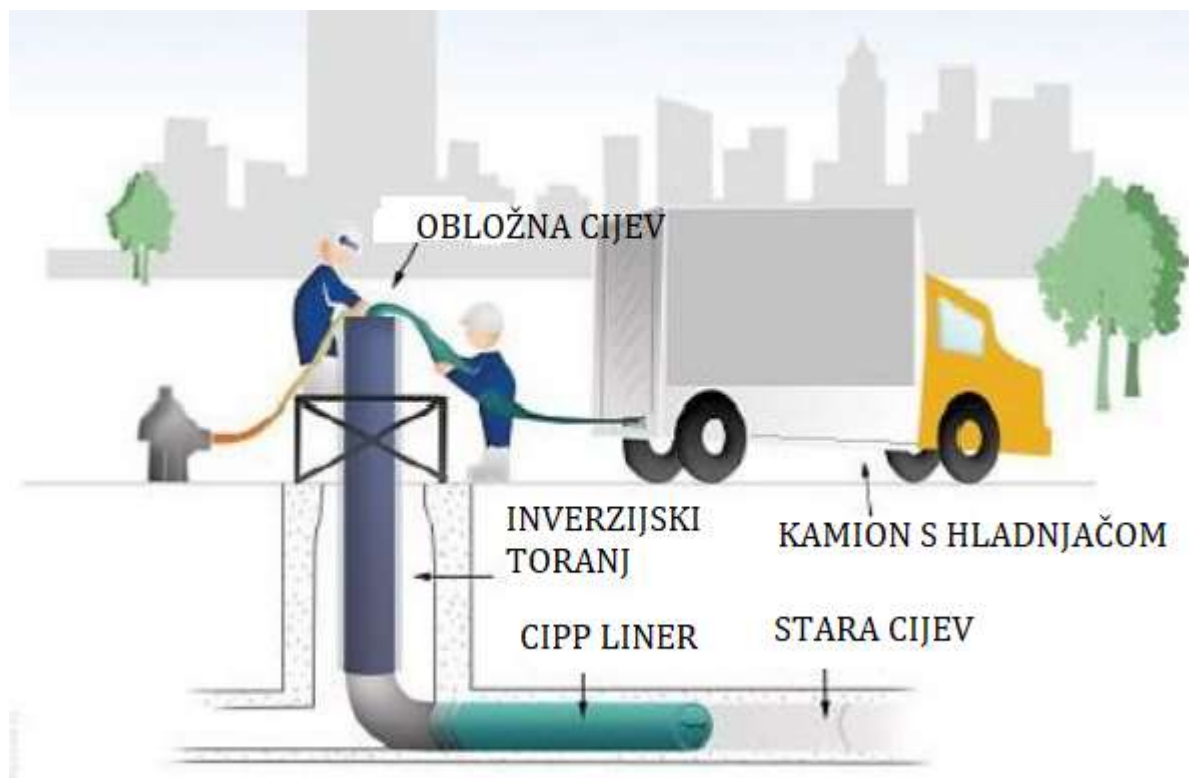 OBLOŽNA CIJEV
INVERZIJSKI
TORANJ
KAMION S HLADNJAČOM
CIPP LINER
STARA CIJEV